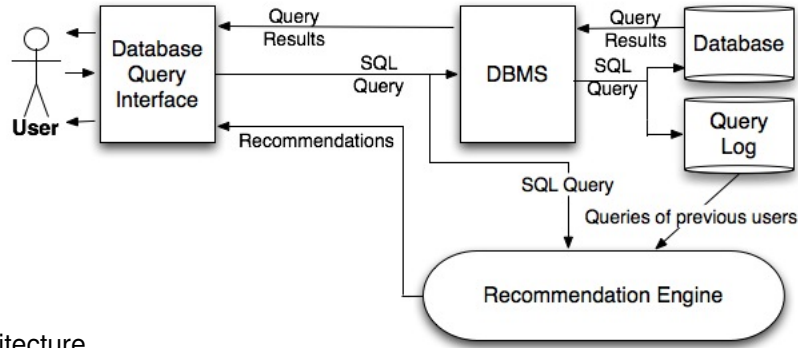 Query
Results
Database
Query
Interface
User
SQL
Query
Recommendations
DBMS
Query
Results
SQL
Query
Database
Query
Log
SQL Query
Queries of previous users
Recommendation Engine
itecture